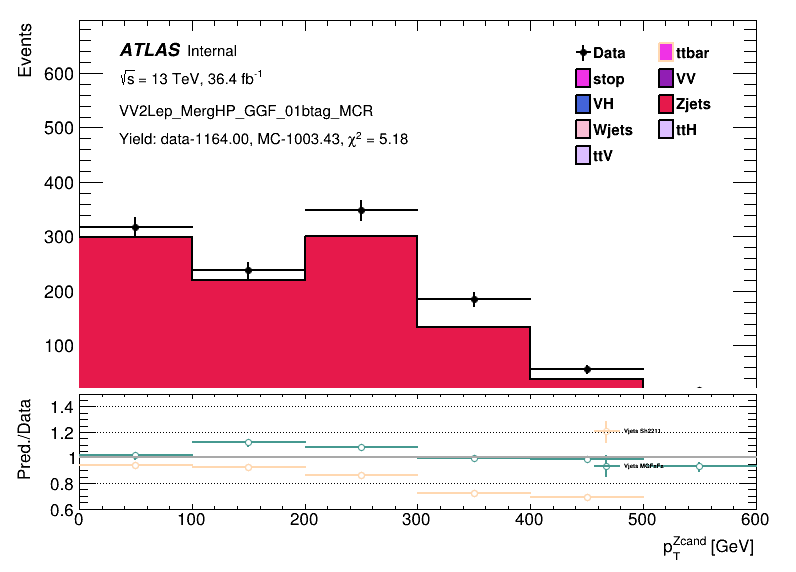 Events
ATLAS Internal
√s = 13 TeV, 36.4 fb⁻¹
VV2Lep_MergHP_GGF_01btag_MCR
Yield: data-1164.00, MC-1003.43, χ² = 5.18
Data
ttbar
stop
VV
VH
Zjets
Wjets
ttH
ttV
600
500
400
300
200
100
Pred./Data
1.4
1.2
1
0.8
0.6
Vjets Sh2211
Vjets MGFxFx
0 100 200 300 400 500 600
p_T^Zcand [GeV]